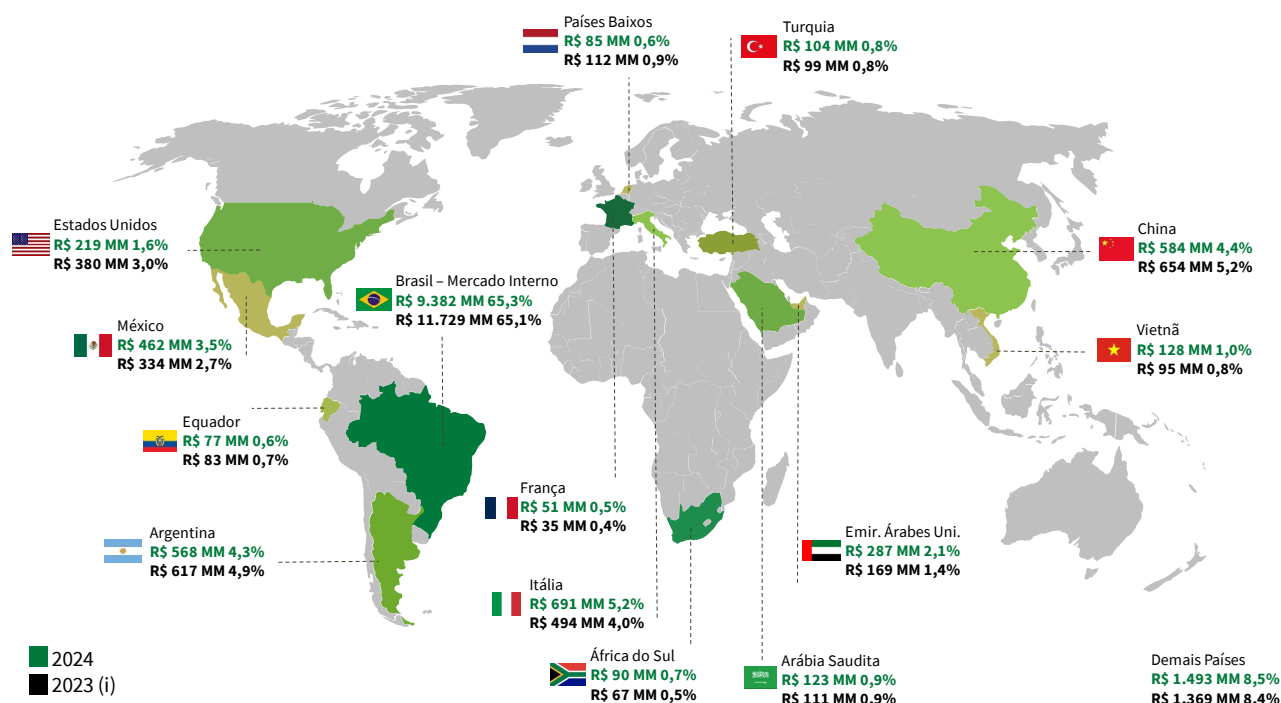 Países Baixos
R$ 85 MM 0,6%
R$ 112 MM 0,9%
Turquia
R$ 104 MM 0,8%
R$ 99 MM 0,8%
Estados Unidos
R$ 219 MM 1,6%
R$ 380 MM 3,0%
China
R$ 584 MM 4,4%
R$ 654 MM 5,2%
Brasil – Mercado Interno
R$ 9.382 MM 65,3%
R$ 11.729 MM 65,1%
México
R$ 462 MM 3,5%
R$ 334 MM 2,7%
Vietnã
R$ 128 MM 1,0%
R$ 95 MM 0,8%
Equador
R$ 77 MM 0,6%
R$ 83 MM 0,7%
França
R$ 51 MM 0,5%
R$ 35 MM 0,4%
Argentina
R$ 568 MM 4,3%
R$ 617 MM 4,9%
Emir. Árabes Uni.
R$ 287 MM 2,1%
R$ 169 MM 1,4%
Itália
R$ 691 MM 5,2%
R$ 494 MM 4,0%
2024
2023 (i)
África do Sul
R$ 90 MM 0,7%
R$ 67 MM 0,5%
Arábia Saudita
R$ 123 MM 0,9%
R$ 111 MM 0,9%
Demais Países
R$ 1.493 MM 8,5%
R$ 1.369 MM 8,4%